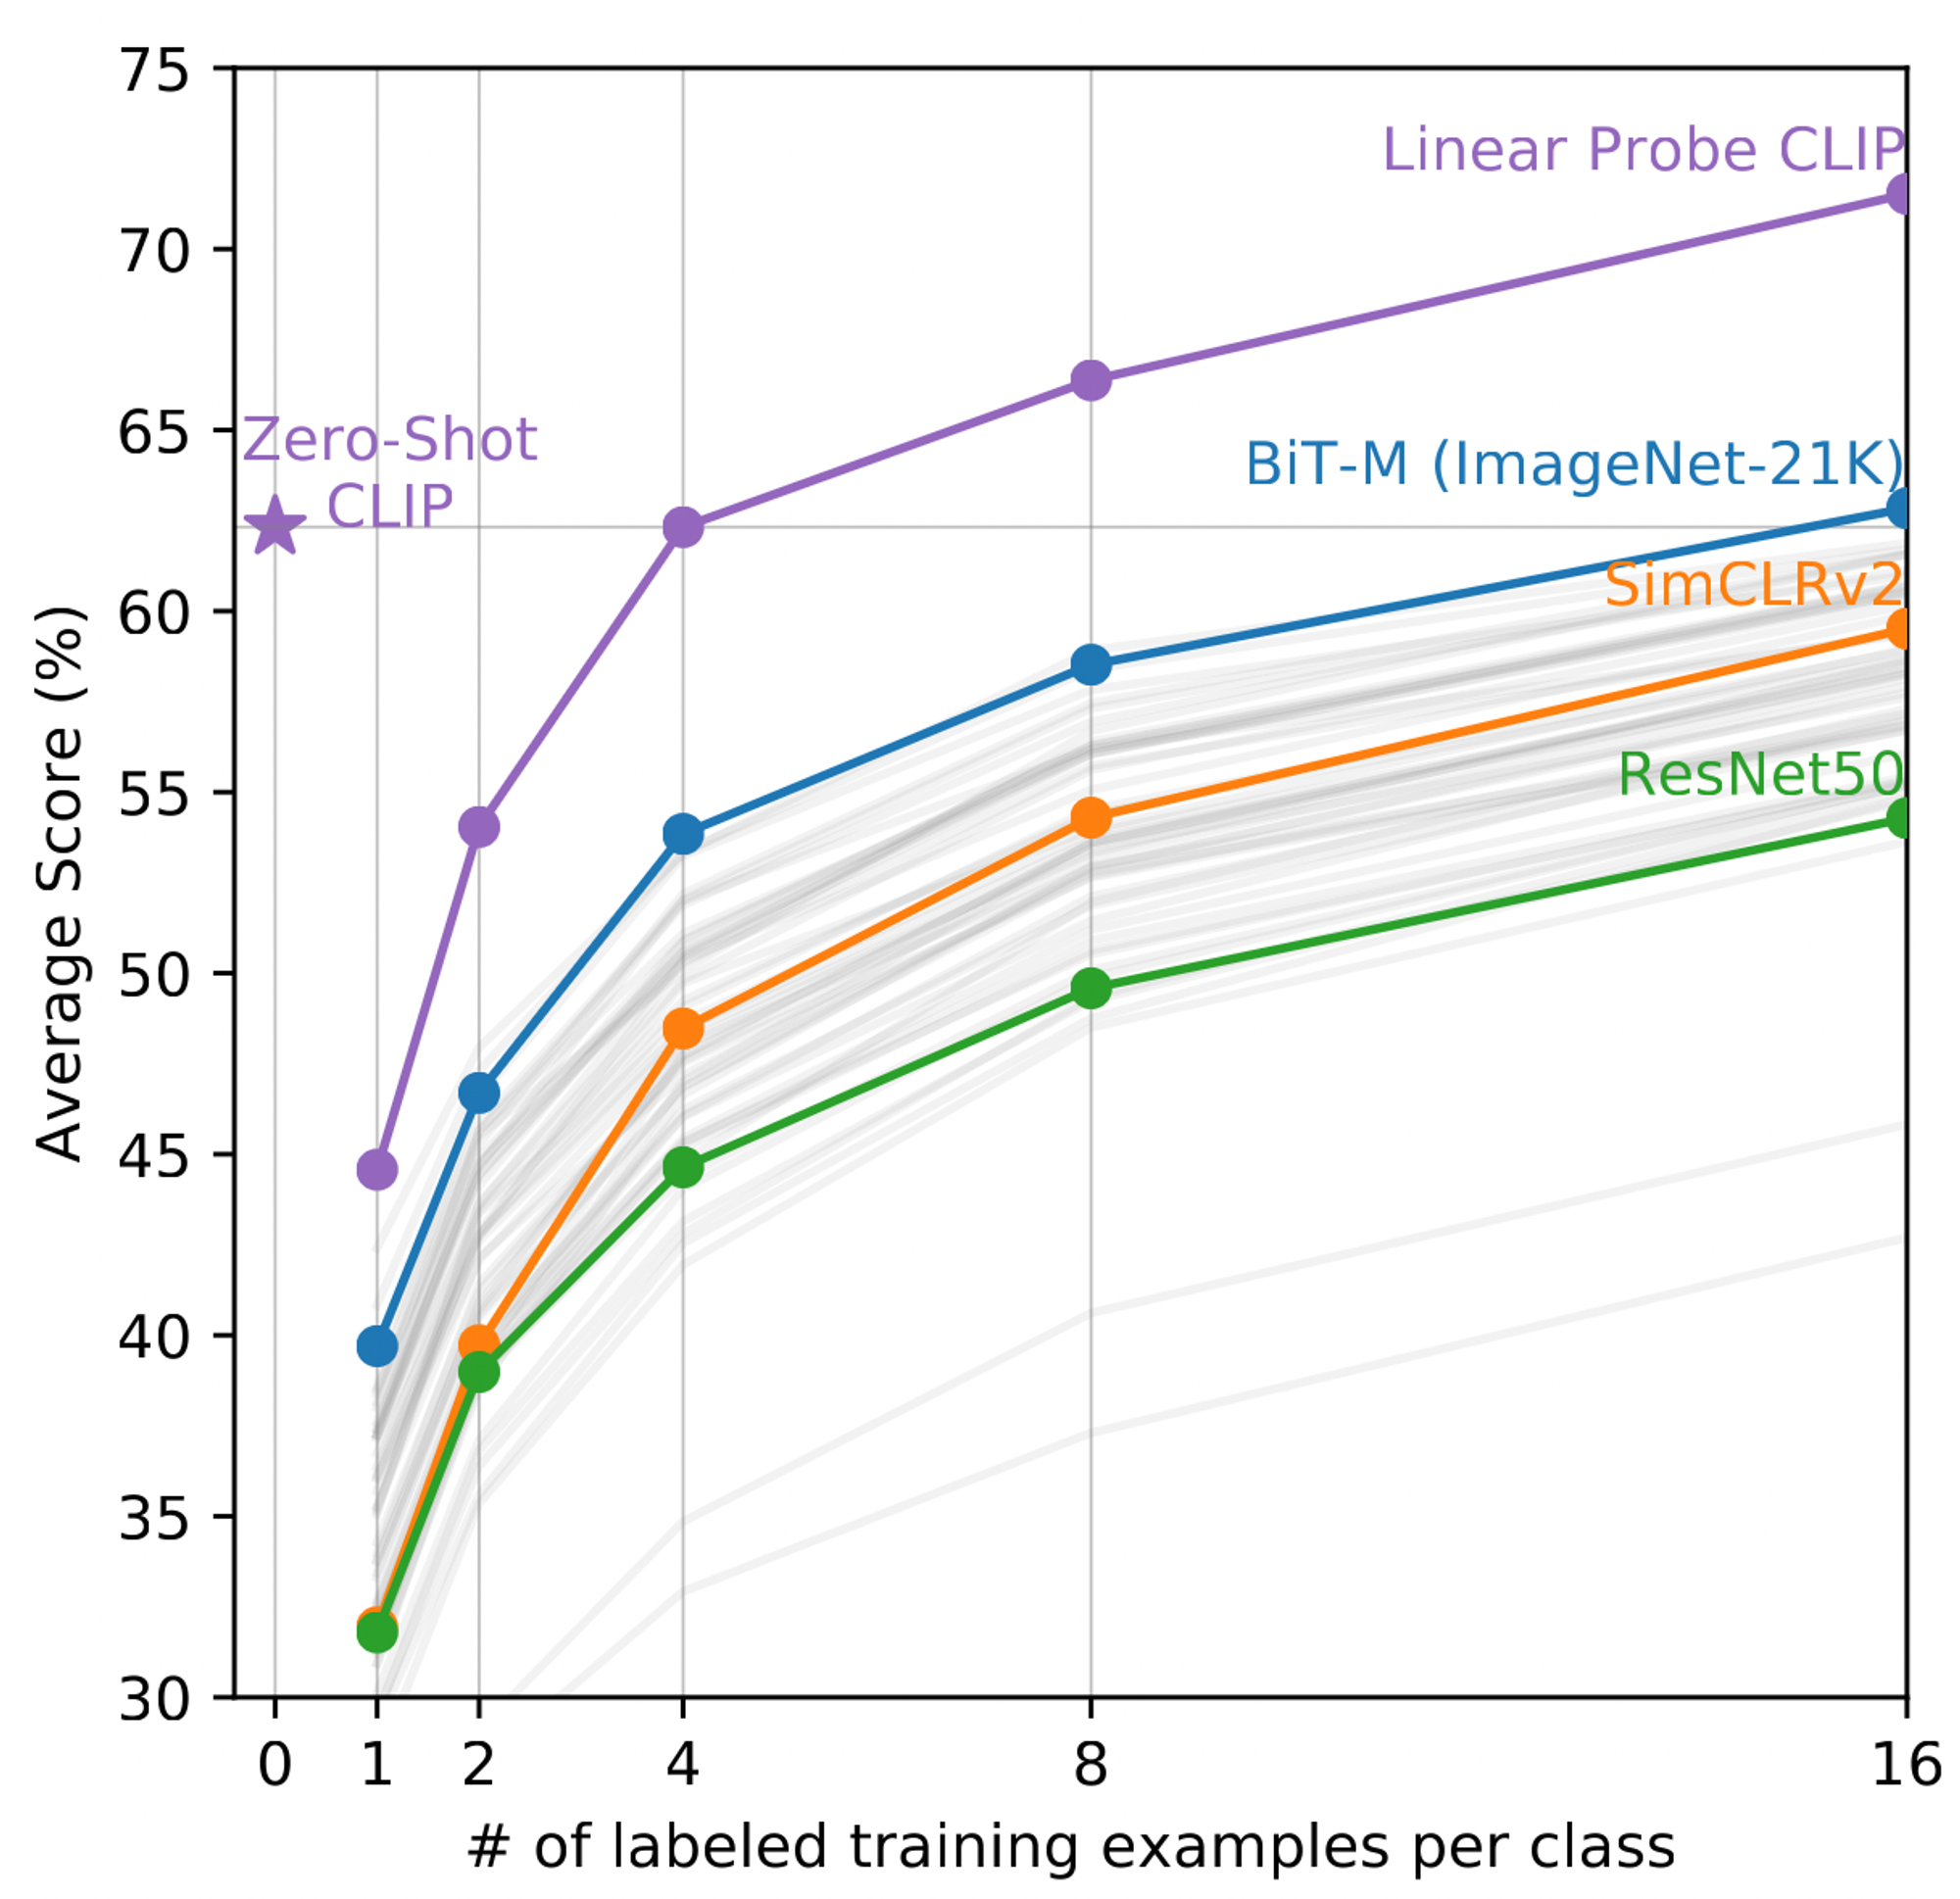 75
70
65
60
55
50
45
40
35
30
Average Score (%)
Linear Probe CLIP
Zero-Shot
CLIP
BiT-M (ImageNet-21K)
SimCLRv2
ResNet50
0 1 2 4 8 16
# of labeled training examples per class